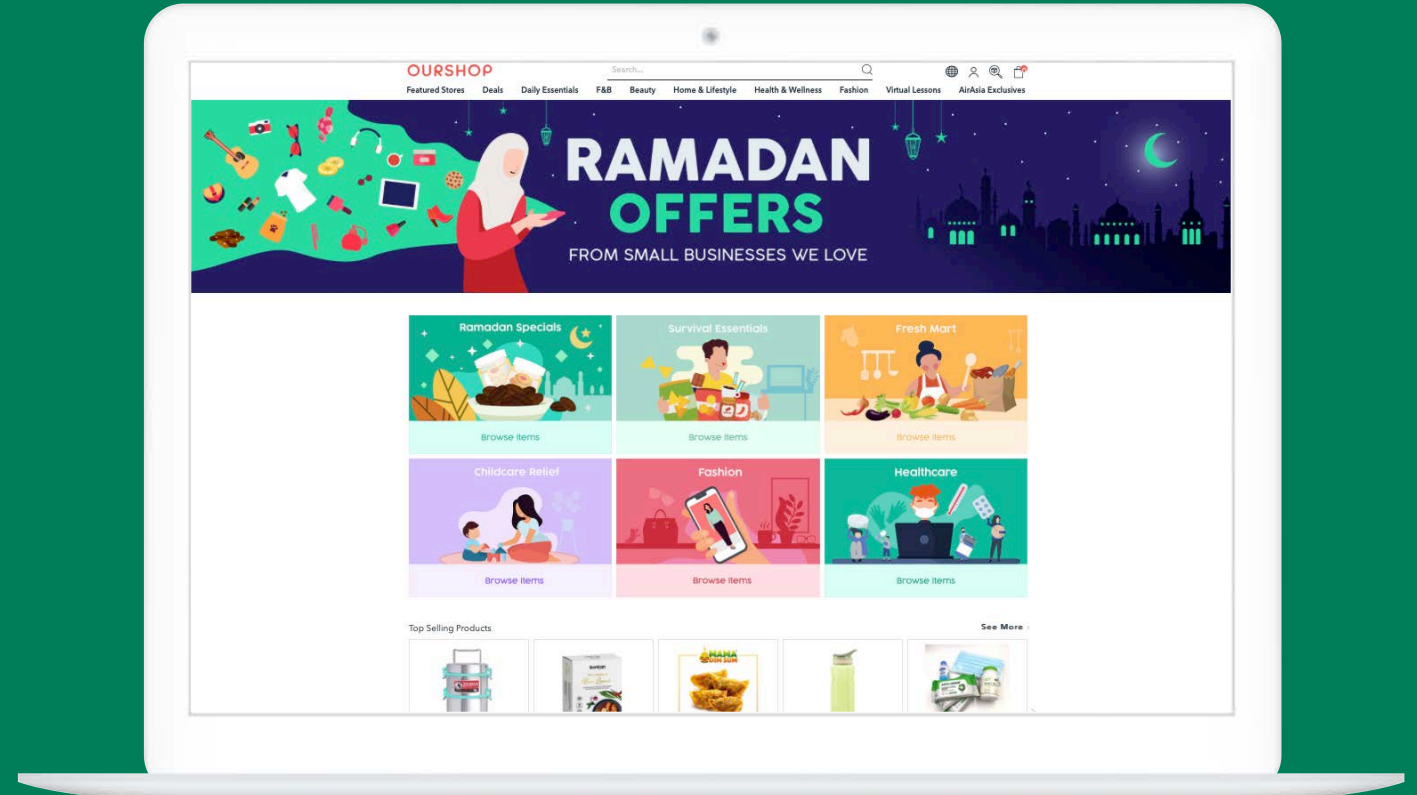 OURSHOP
Search...
Featured Stores Deals Daily Essentials F&B Beauty Home & Lifestyle Health & Wellness Fashion Virtual Lessons AirAsia Exclusives
RAMADAN
OFFERS
FROM SMALL BUSINESSES WE LOVE
Ramadan Specials Survival Essentials Fresh Mart
Browse Items Browse Items Browse Items
Childcare Relief Fashion Healthcare
Browse Items Browse Items Browse Items
Top Selling Products See More
MAMA
DIM SUM